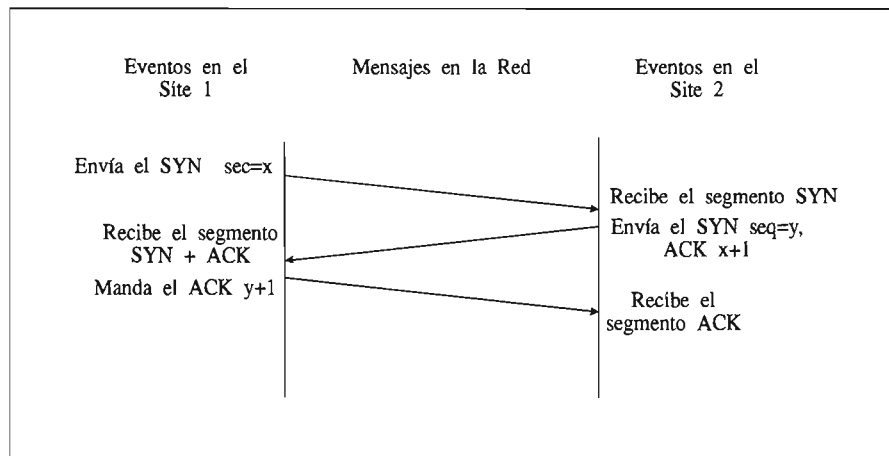 Eventos en el
Site 1
Mensajes en la Red
Eventos en el
Site 2
Envía el SYN sec=x
Recibe el segmento SYN
Envía el SYN seq=y,
ACK x+1
Recibe el segmento
SYN + ACK
Manda el ACK y+1
Recibe el
segmento ACK